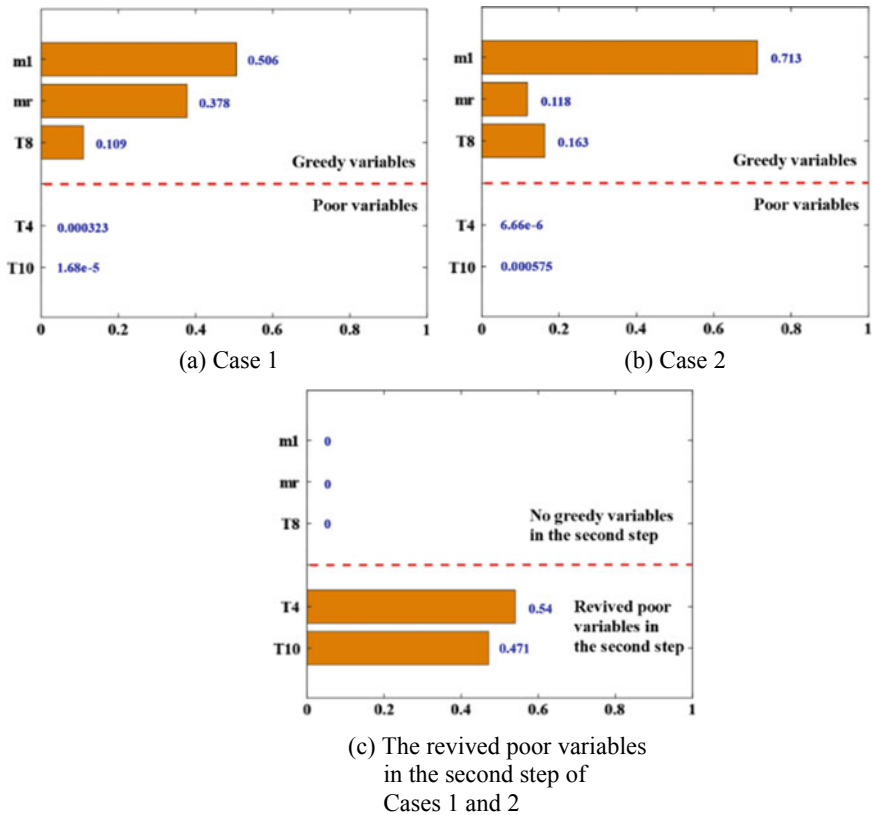 m1
0.506
mr
0.378
T8
0.109
Greedy variables
Poor variables
T4
0.000323
T10
1.68e-5
0 0.2 0.4 0.6 0.8 1
(a) Case 1
m1
0.713
mr
0.118
T8
0.163
Greedy variables
Poor variables
T4
6.66e-6
T10
0.000575
0 0.2 0.4 0.6 0.8 1
(b) Case 2
m1
0
mr
0
T8
0
No greedy variables
in the second step
T4
0.54
T10
0.471
Revived poor
variables in
the second step
0 0.2 0.4 0.6 0.8 1
(c) The revived poor variables
in the second step of
Cases 1 and 2